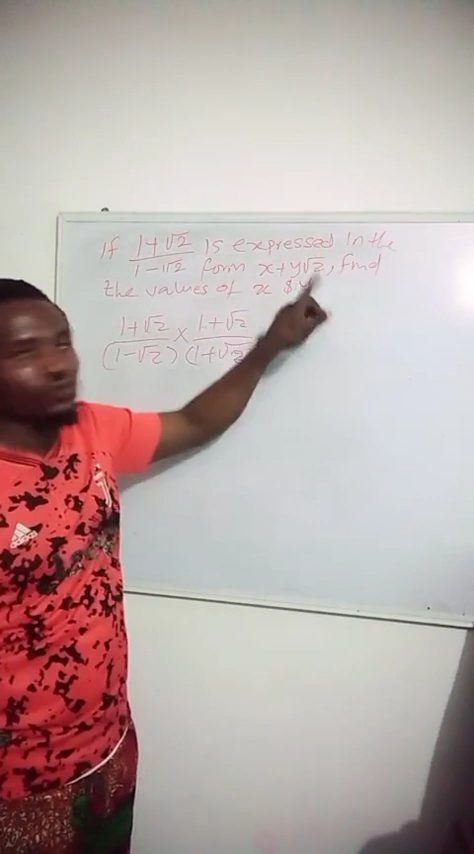 If 1+√2 is expressed in the
1-√2 form x+y√2, find
the values of x & y
1+√2 × 1+√2
(1-√2) (1+√2
adidas